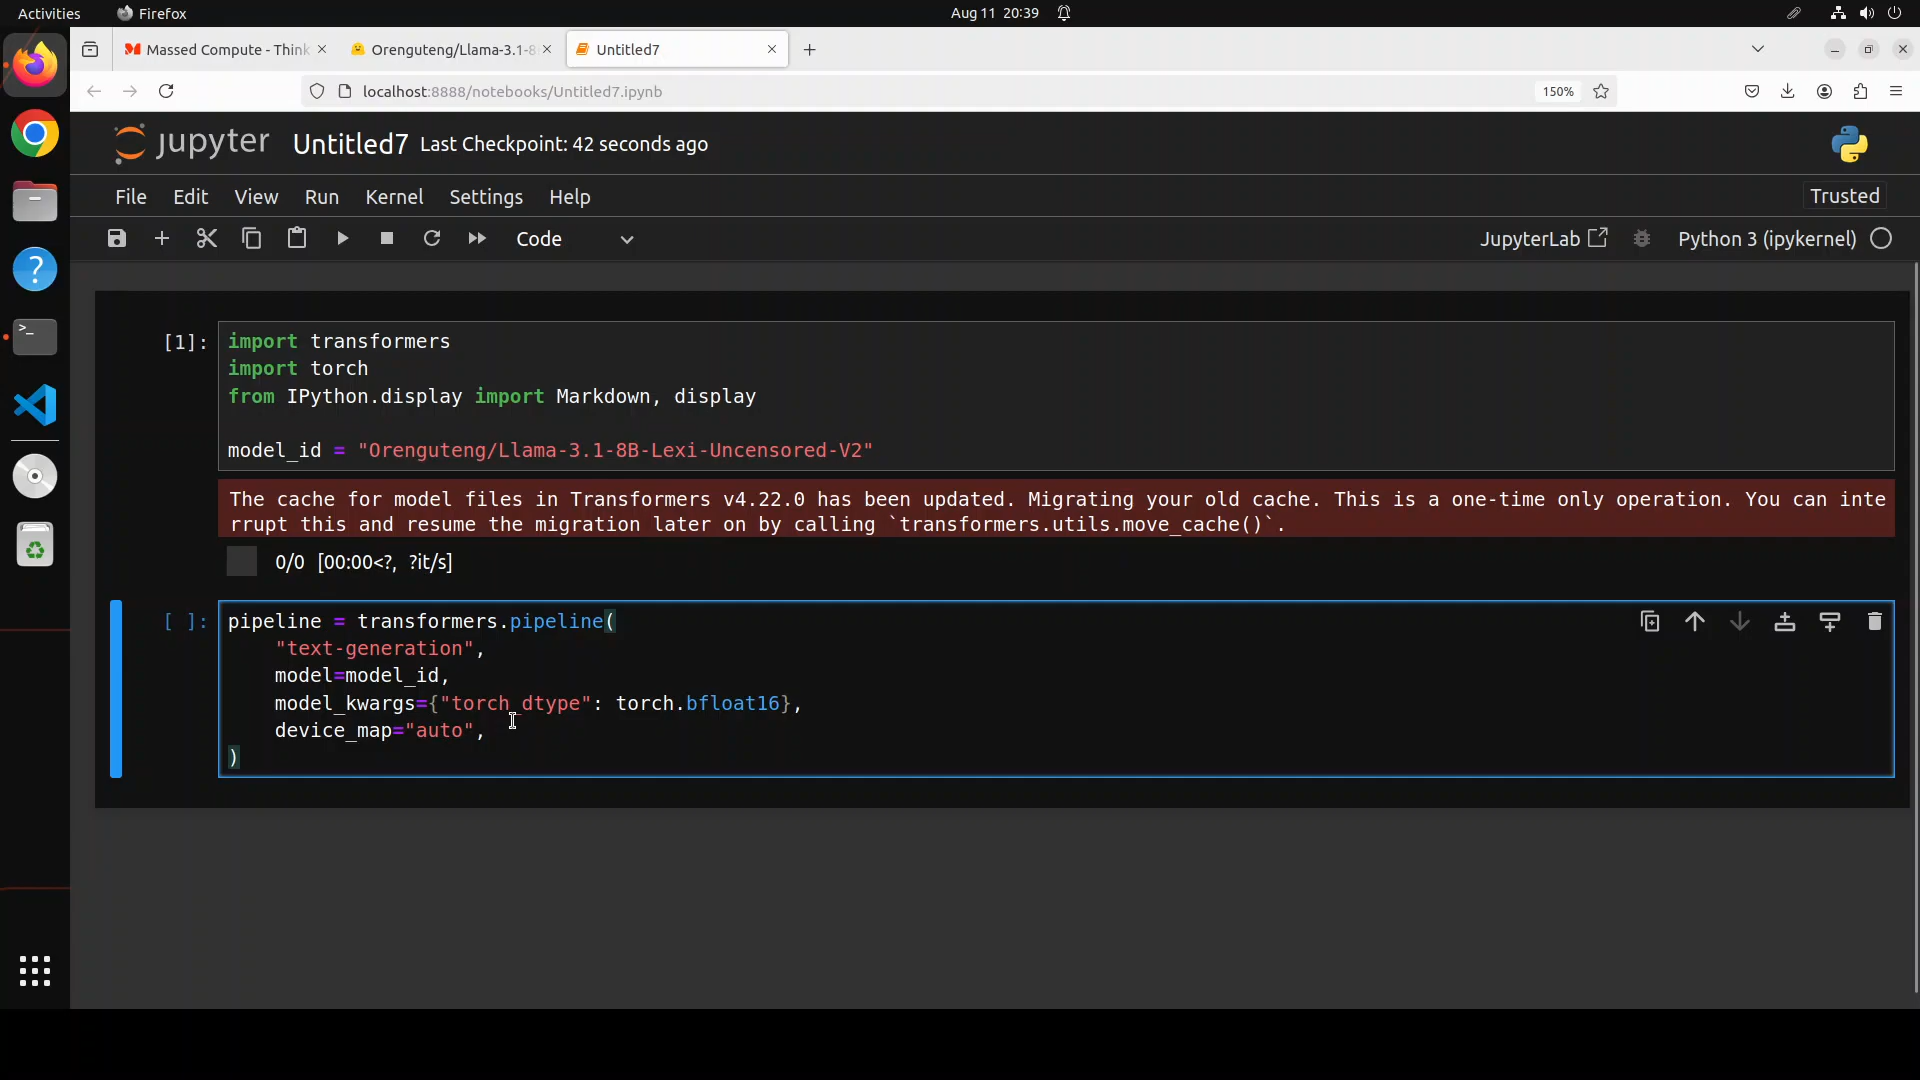 Activities
Firefox
Aug 11 20:39
Massed Compute - Think
Orenguteng/Llama-3.1-8
Untitled7
localhost:8888/notebooks/Untitled7.ipynb
150%
jupyter
Untitled7 Last Checkpoint: 42 seconds ago
File Edit View Run Kernel Settings Help
Trusted
Code
JupyterLab
Python 3 (ipykernel)
[1]:
import transformers
import torch
from IPython.display import Markdown, display
model_id = "Orenguteng/Llama-3.1-8B-Lexi-Uncensored-V2"
The cache for model files in Transformers v4.22.0 has been updated. Migrating your old cache. This is a one-time only operation. You can inte
rrupt this and resume the migration later on by calling `transformers.utils.move_cache()`.
0/0 [00:00<?, ?it/s]
[ ]:
pipeline = transformers.pipeline(
    "text-generation",
    model=model_id,
    model_kwargs={"torch_dtype": torch.bfloat16},
    device_map="auto",
)